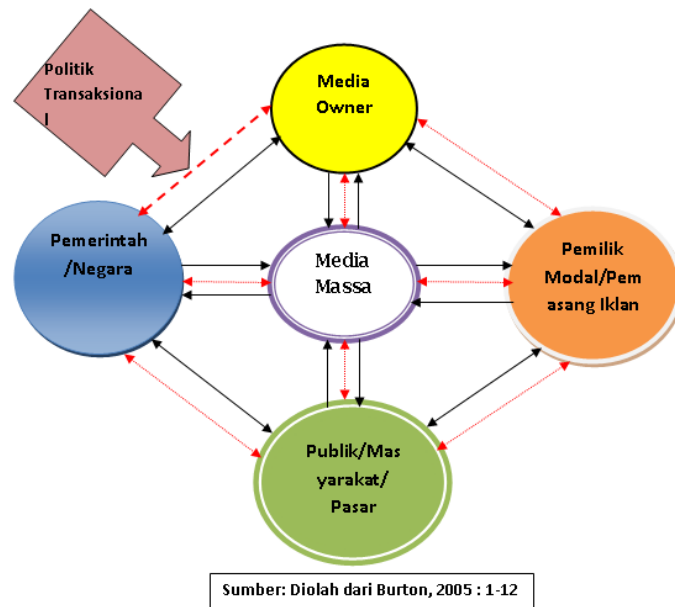 Politik
Transaksiona
l
Media
Owner
Pemerintah
/Negara
Media
Massa
Pemilik
Modal/Pem
asang Iklan
Publik/Mas
yarakat/
Pasar
Sumber: Diolah dari Burton, 2005 : 1-12